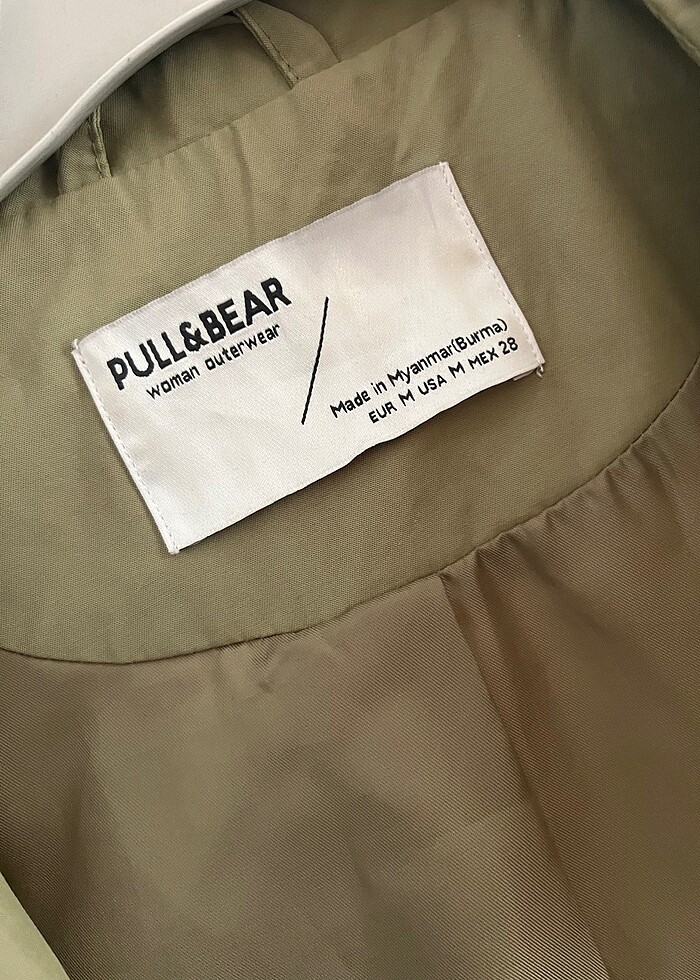 PULL&BEAR
woman outerwear
Made in Myanmar(Burma)
EUR M USA M MEX 28